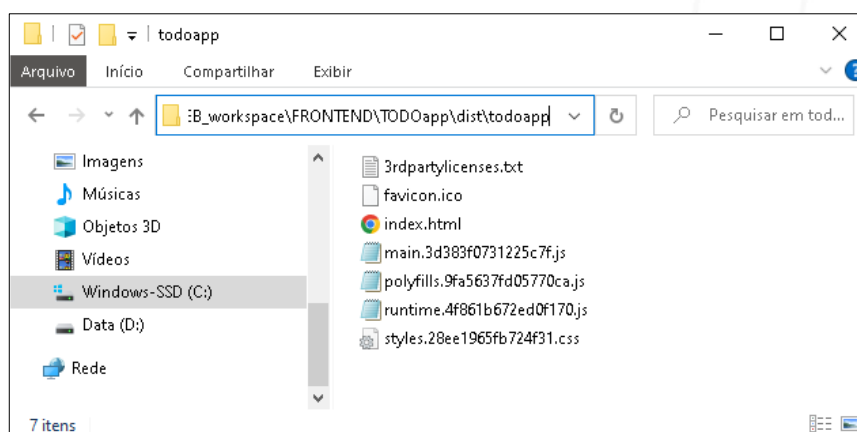 todoapp
Arquivo Início Compartilhar Exibir
B_workspace\FRONTEND\TODOapp\dist\todoapp Pesquisar em tod...
Imagens
Músicas
Objetos 3D
Vídeos
Windows-SSD (C:)
Data (D:)
Rede
3rdpartylicenses.txt
favicon.ico
index.html
main.3d383f0731225c7f.js
polyfills.9fa5637fd05770ca.js
runtime.4f861b672ed0f170.js
styles.28ee1965fb724f31.css
7 itens